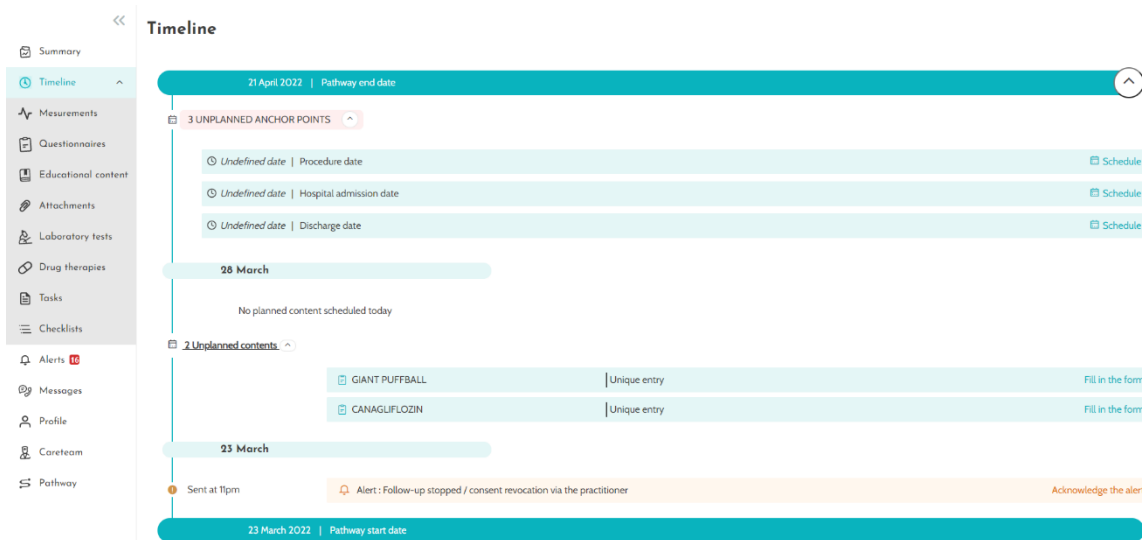 Timeline
Summary
Timeline
Mesurements
Questionnaires
Educational content
Attachments
Laboratory tests
Drug therapies
Tasks
Checklists
Alerts 16
Messages
Profile
Careteam
Pathway
21 April 2022 | Pathway end date
3 UNPLANNED ANCHOR POINTS
Undefined date | Procedure date Schedule
Undefined date | Hospital admission date Schedule
Undefined date | Discharge date Schedule
28 March
No planned content scheduled today
2 Unplanned contents
GIANT PUFFBALL Unique entry Fill in the form
CANAGLIFLOZIN Unique entry Fill in the form
23 March
Sent at 11pm Alert : Follow-up stopped / consent revocation via the practitioner Acknowledge the aler
23 March 2022 | Pathway start date